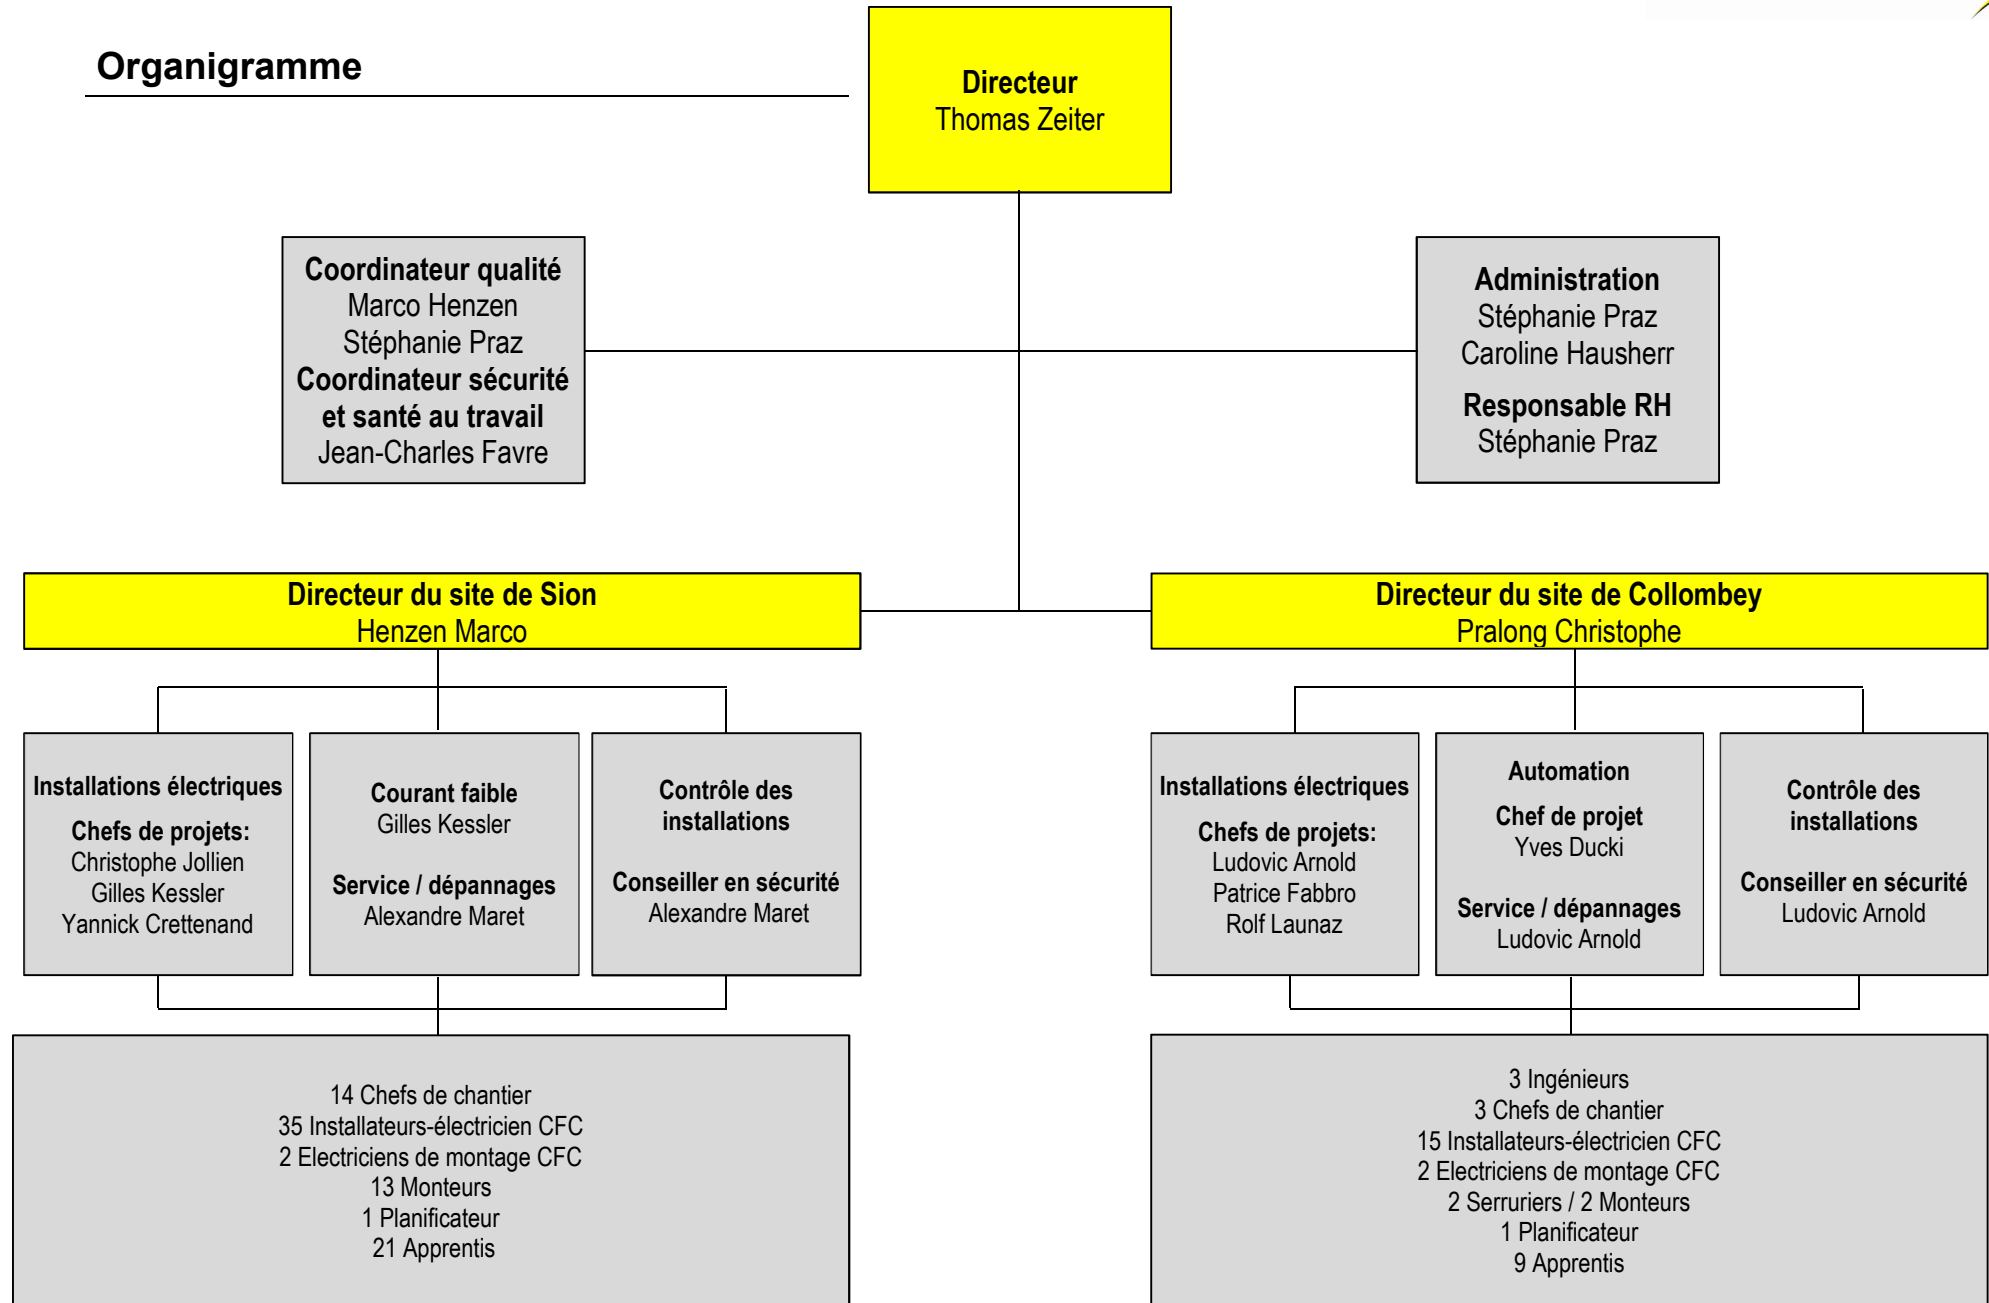 Organigramme
Directeur
Thomas Zeiter
Coordinateur qualité
Marco Henzen
Stéphanie Praz
Coordinateur sécurité
et santé au travail
Jean-Charles Favre
Administration
Stéphanie Praz
Caroline Hausherr
Responsable RH
Stéphanie Praz
Directeur du site de Sion
Henzen Marco
Directeur du site de Collombey
Pralong Christophe
Installations électriques
Chefs de projets:
Christophe Jollien
Gilles Kessler
Yannick Crettenand
Courant faible
Gilles Kessler
Service / dépannages
Alexandre Maret
Contrôle des
installations
Conseiller en sécurité
Alexandre Maret
Installations électriques
Chefs de projets:
Ludovic Arnold
Patrice Fabbro
Rolf Launaz
Automation
Chef de projet
Yves Ducki
Service / dépannages
Ludovic Arnold
Contrôle des
installations
Conseiller en sécurité
Ludovic Arnold
14 Chefs de chantier
35 Installateurs-électricien CFC
2 Electriciens de montage CFC
13 Monteurs
1 Planificateur
21 Apprentis
3 Ingénieurs
3 Chefs de chantier
15 Installateurs-électricien CFC
2 Electriciens de montage CFC
2 Serruriers / 2 Monteurs
1 Planificateur
9 Apprentis